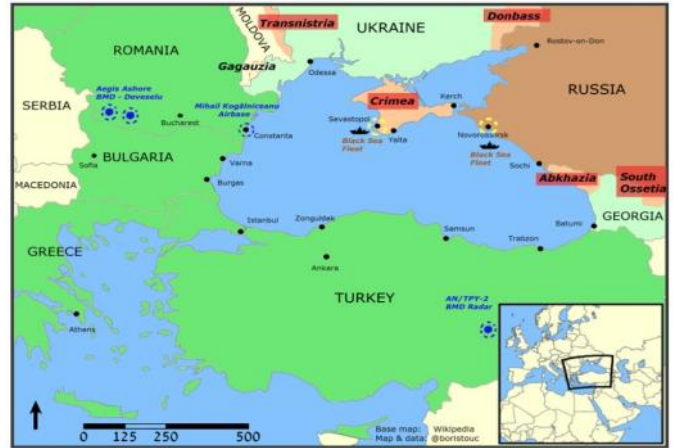 Transnistria
Donbass
MOLDOVA
UKRAINE
ROMANIA
Rostov-on-Don
Gagauzia
Odessa
RUSSIA
Aegis Ashore
BMD - Deveselu
Mihail Kogălniceanu
Airbase
Crimea
Kerch
SERBIA
Sevastopol
Novorossiysk
Bucharest
Constanta
Yalta
Black Sea
Fleet
Black Sea
Fleet
BULGARIA
Varna
Sofia
Sochi
Abkhazia
South
Ossetia
MACEDONIA
Burgas
GEORGIA
Istanbul
Zonguldak
Samsun
Trabzon
Batumi
GREECE
Ankara
TURKEY
AN/TPY-2
BMD Radar
Athens
0 125 250 500
Base map: Wikipedia
Map & data: @boristouc